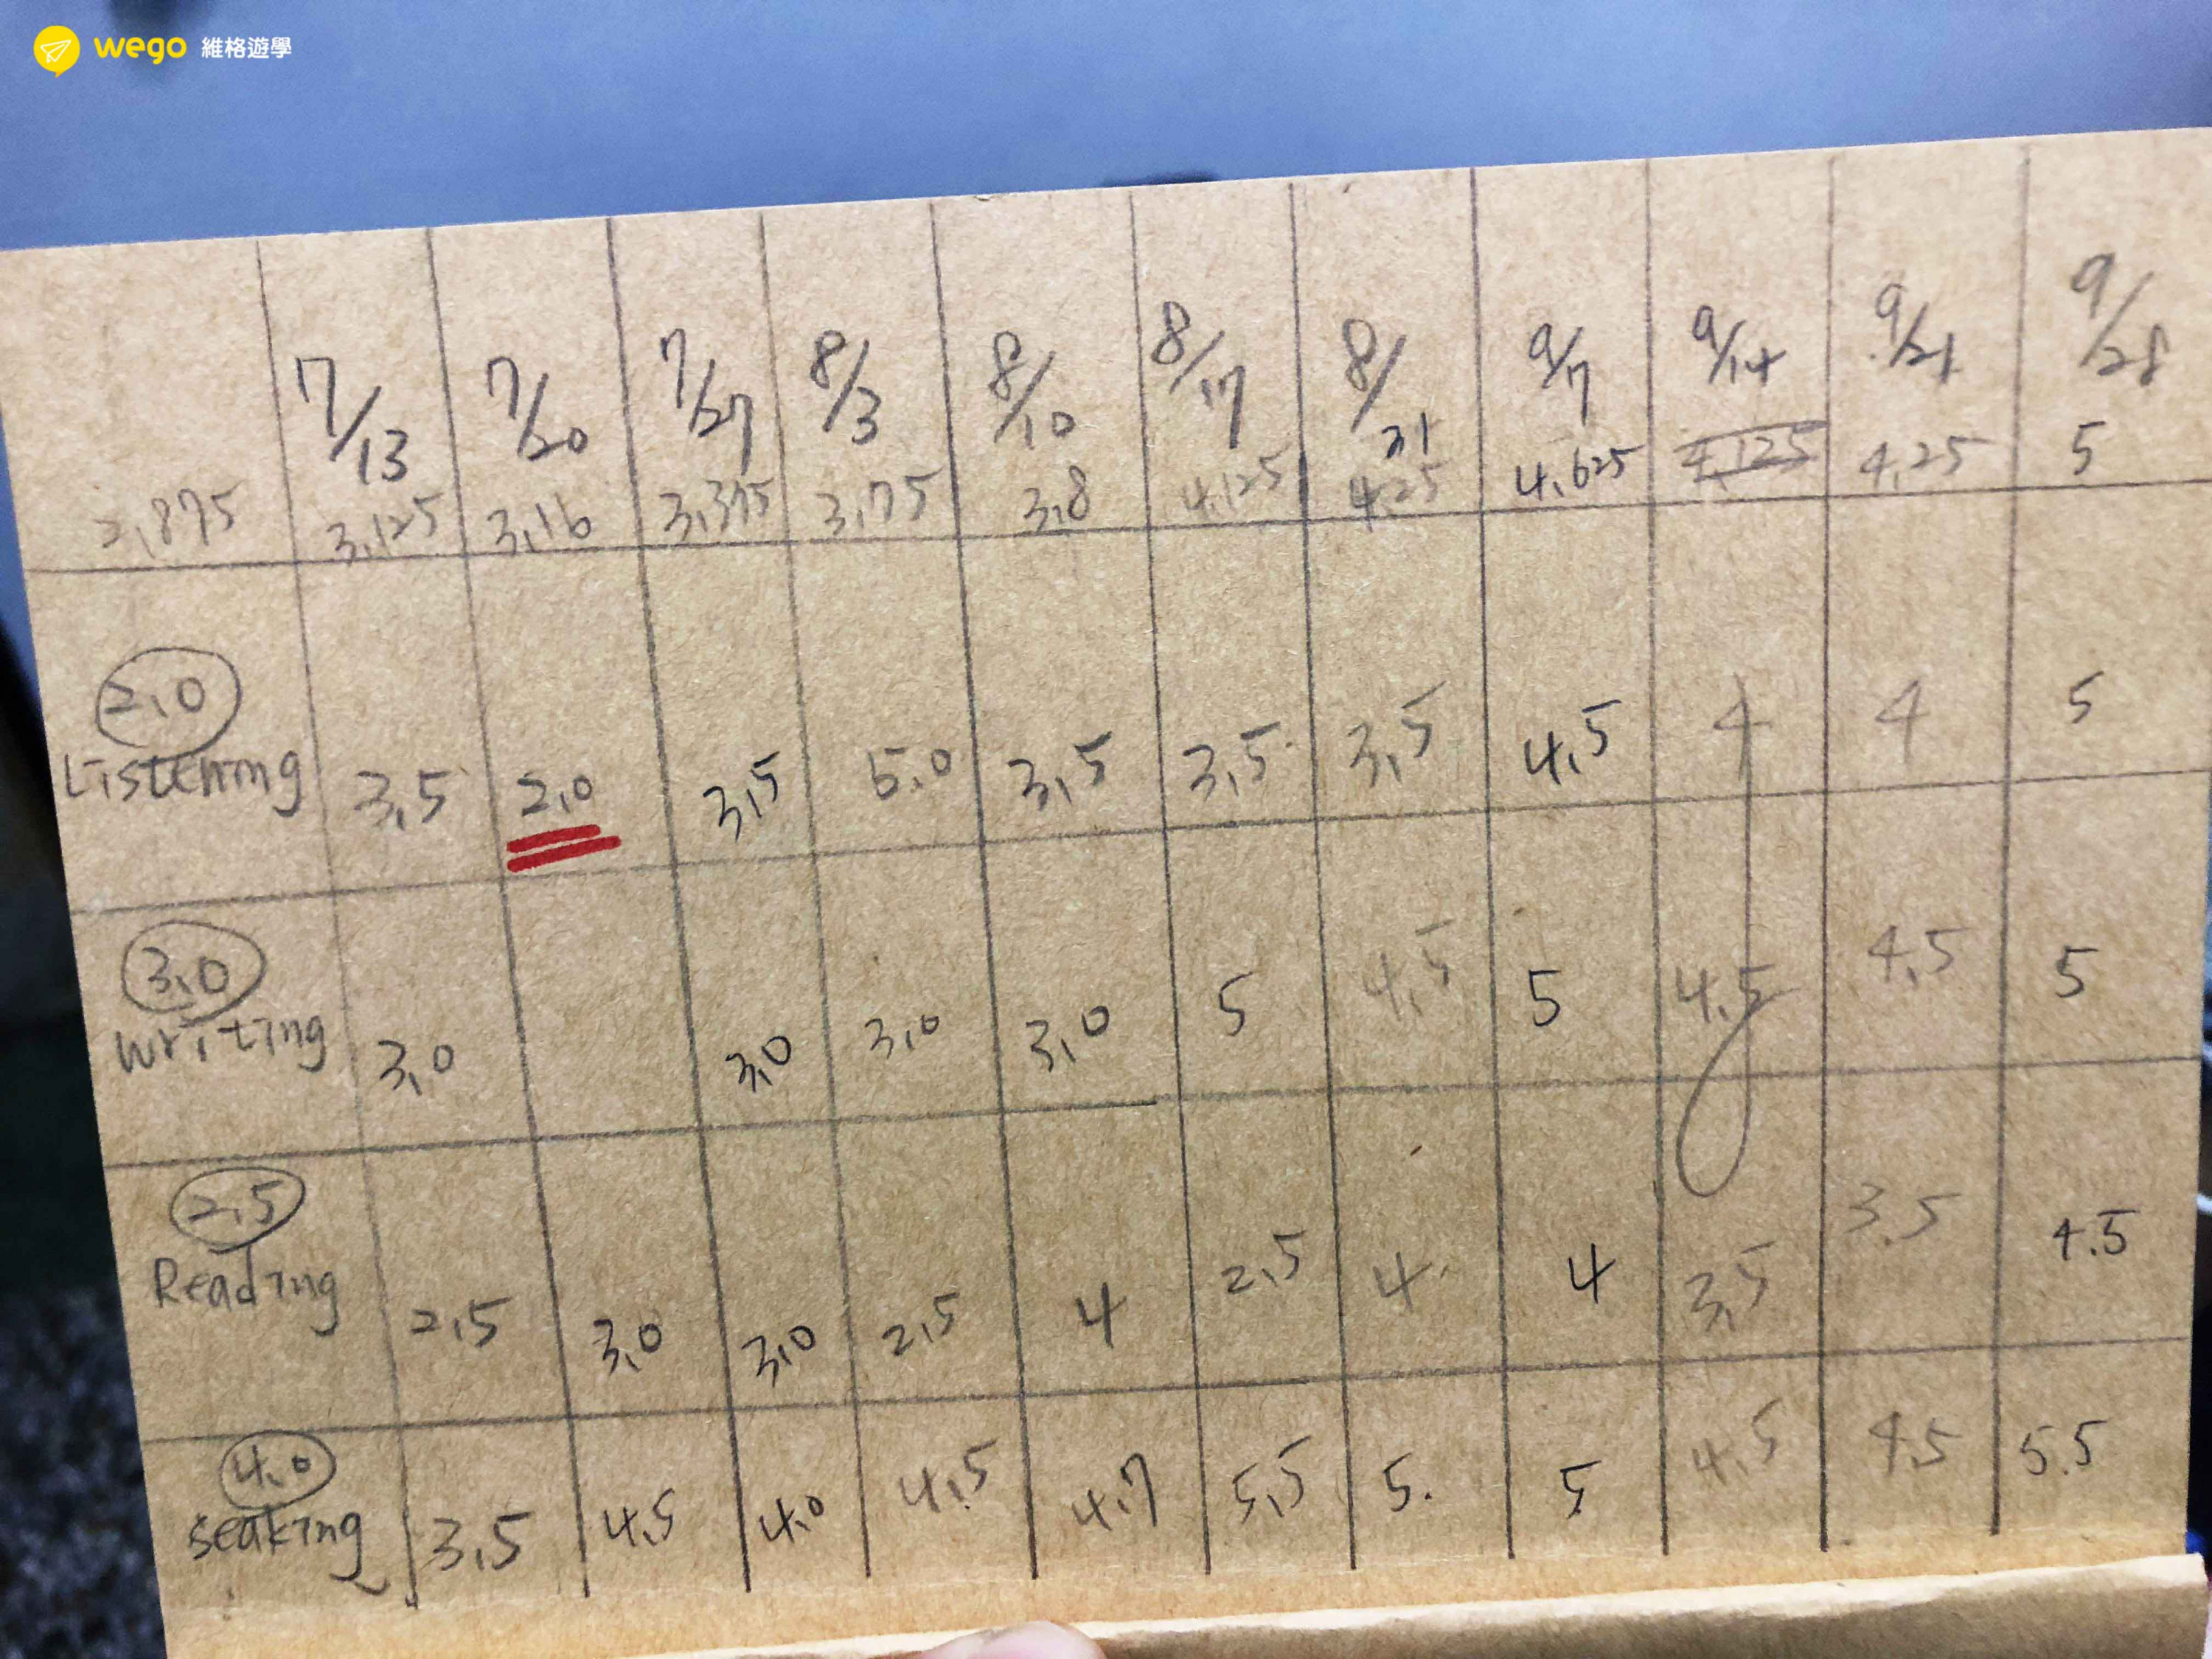 wego 維格遊學
7/13 7/20 7/27 8/3 8/10 8/17 8/31 9/7 9/14 9/21 9/28
2.875 3.125 3.16 3.375 3.75 3.8 4.125 4.25 4.625 4.125 4.25 5
2.0
Listening 3.5 2.0 3.5 5.0 3.5 3.5 3.5 4.5 4 4 5
3.0
Writing 3.0 3.0 3.0 3.0 5 4.5 5 4.5 4.5 5
2.5
Reading 2.5 3.0 3.0 2.5 4 2.5 4. 4 3.5 3.5 4.5
4.0
Seaking 3.5 4.5 4.0 4.5 4.7 5.5 5. 5 4.5 4.5 5.5